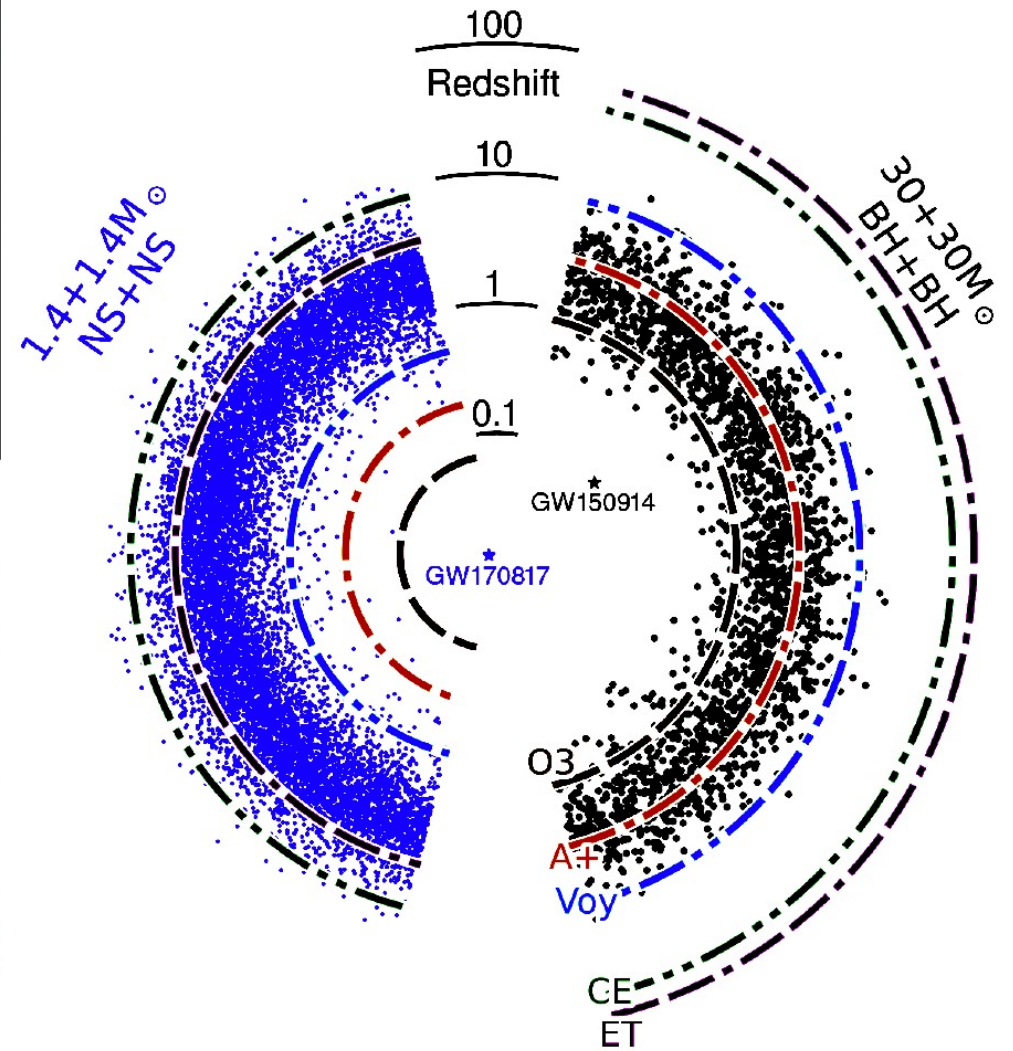 100
Redshift
10
1
0.1
1.4+1.4M☉
NS+NS
30+30M☉
BH+BH
GW150914
GW170817
O3
A+
Voy
CE
ET